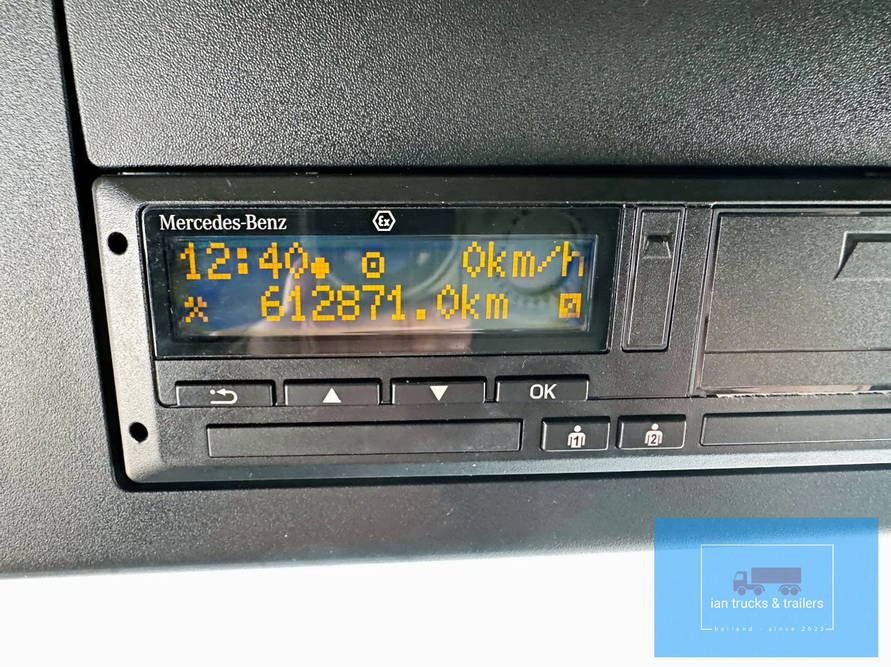 Mercedes-Benz Ex
12:40 0km/h
612871.0km
OK
1 2
ian trucks & trailers
holland - since 2023